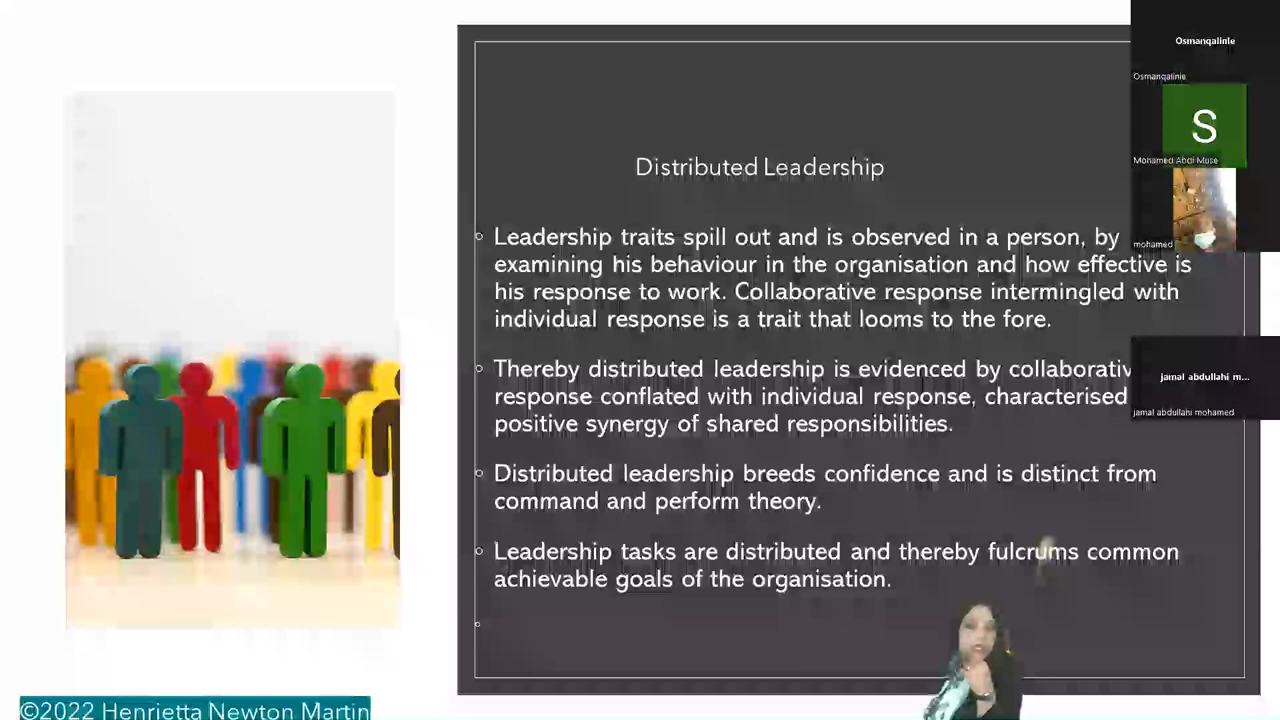 Distributed Leadership
Leadership traits spill out and is observed in a person, by
examining his behaviour in the organisation and how effective is
his response to work. Collaborative response intermingled with
individual response is a trait that looms to the fore.
Thereby distributed leadership is evidenced by collaborativ
response conflated with individual response, characterised
positive synergy of shared responsibilities.
Distributed leadership breeds confidence and is distinct from
command and perform theory.
Leadership tasks are distributed and thereby fulcrums common
achievable goals of the organisation.
©2022 Henrietta Newton Martin
Osmanqalinle
Osmanqalinle
S
Mohamed Abdi Muse
mohamed
jamal abdullahi m...
jamal abdullahi mohamed